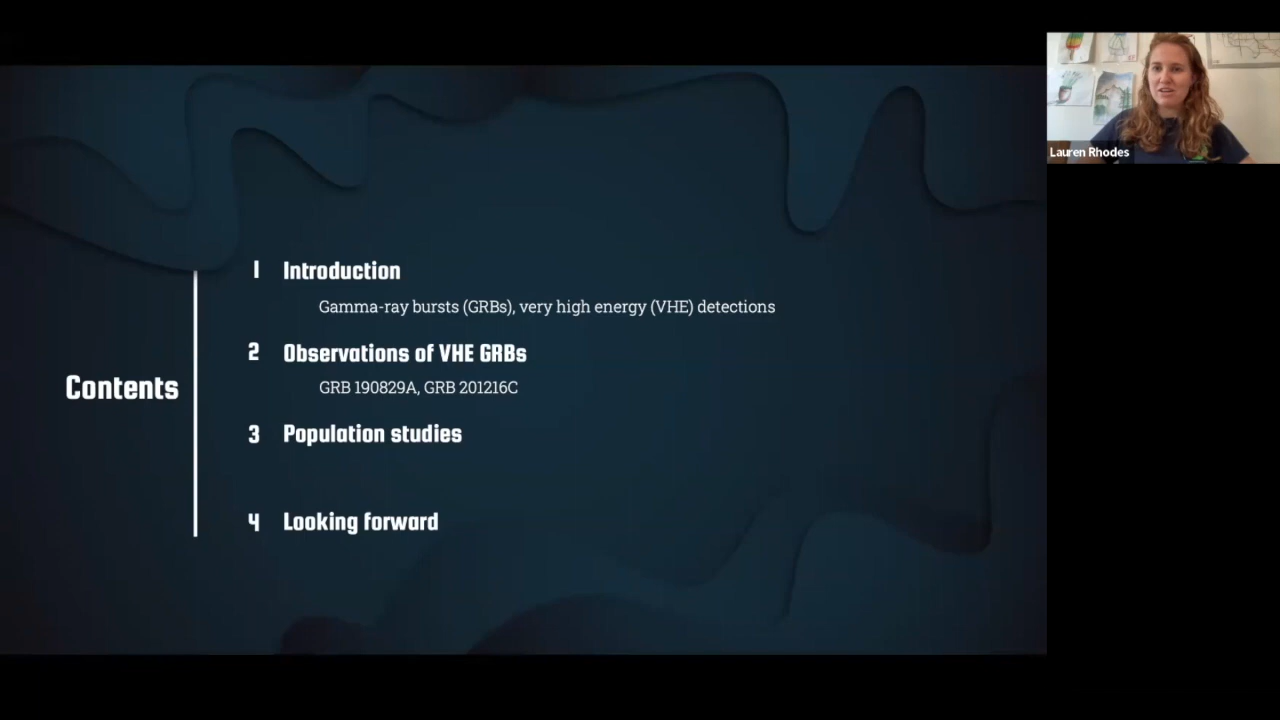 Contents
1 Introduction
Gamma-ray bursts (GRBs), very high energy (VHE) detections
2 Observations of VHE GRBs
GRB 190829A, GRB 201216C
3 Population studies
4 Looking forward
Lauren Rhodes